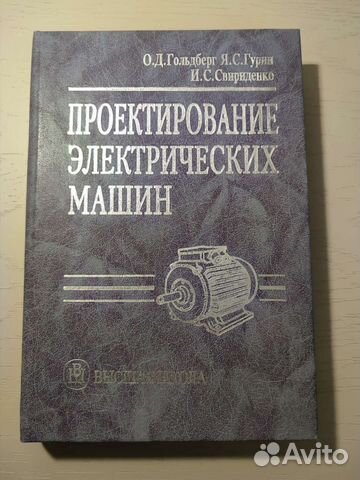 О.Д.Гольдберг Я.С.Гурин
И.С.Свириденко
ПРОЕКТИРОВАНИЕ
ЭЛЕКТРИЧЕСКИХ
МАШИН
ВЫСШАЯ ШКОЛА
Avito